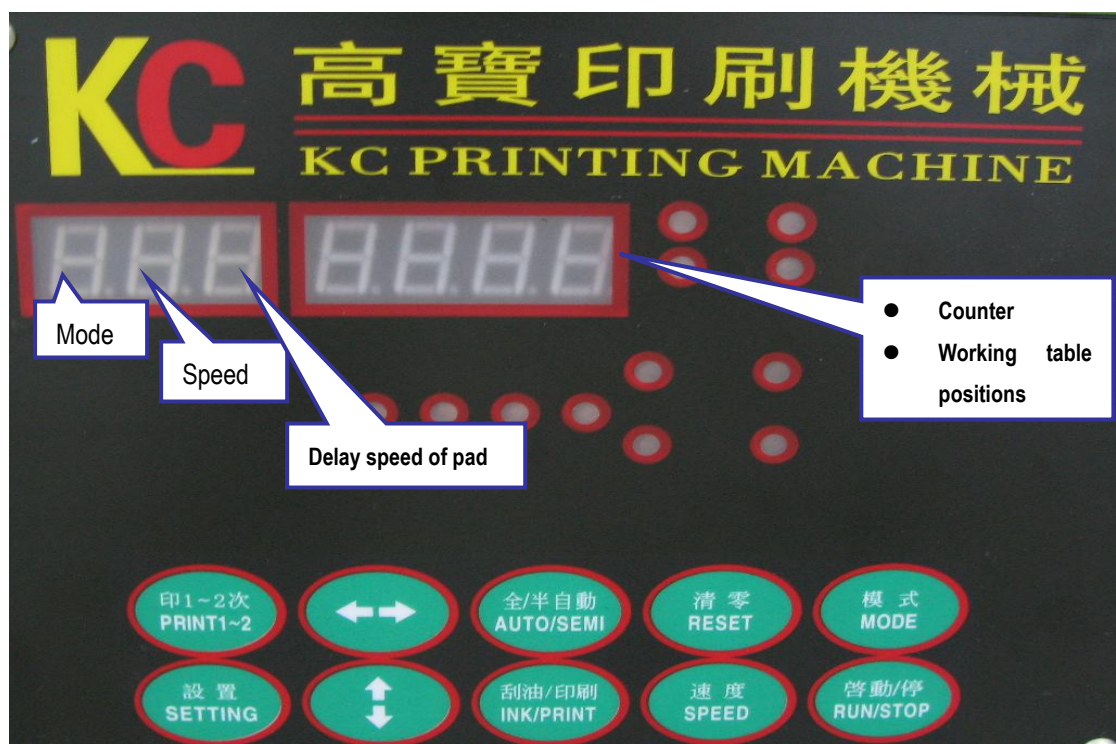 KC
高寶印刷機械
KC PRINTING MACHINE
Mode
Speed
Delay speed of pad
● Counter
● Working table
positions
印1~2次
PRINT1~2
全/半自動
AUTO/SEMI
清零
RESET
模式
MODE
設置
SETTING
刮油/印刷
INK/PRINT
速度
SPEED
啓動/停
RUN/STOP